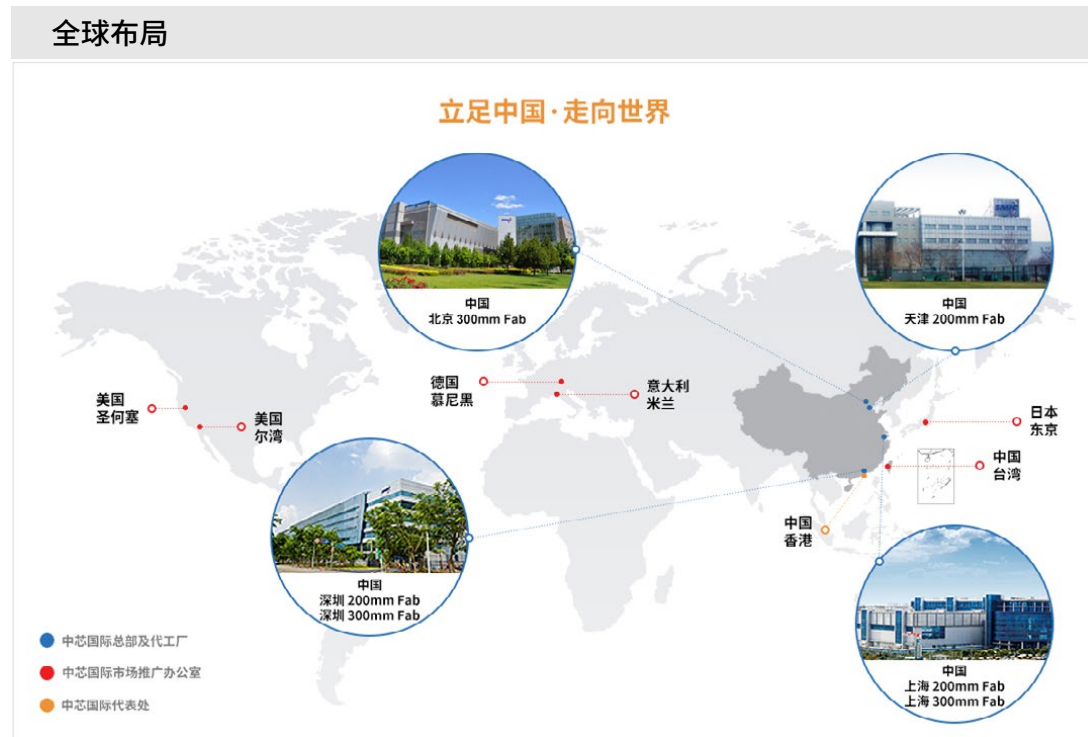 全球布局
立足中国·走向世界
中国
北京 300mm Fab
SMIC
中国
天津 200mm Fab
美国
圣何塞
美国
尔湾
德国
慕尼黑
意大利
米兰
日本
东京
中国
台湾
中国
香港
中国
深圳 200mm Fab
深圳 300mm Fab
中国
上海 200mm Fab
上海 300mm Fab
中芯国际总部及代工厂
中芯国际市场推广办公室
中芯国际代表处